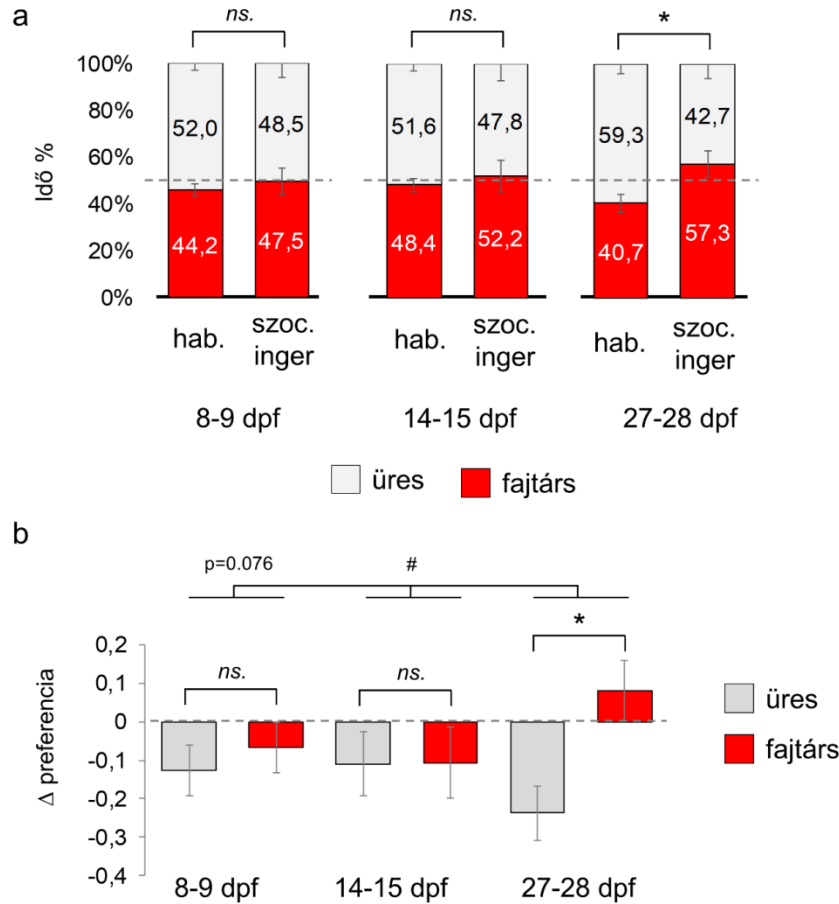 a
ns.
ns.
*
100%
80%
60%
40%
20%
0%
Idő %
52,0
48,5
51,6
47,8
59,3
42,7
44,2
47,5
48,4
52,2
40,7
57,3
hab.
szoc.
inger
hab.
szoc.
inger
hab.
szoc.
inger
8-9 dpf
14-15 dpf
27-28 dpf
üres
fajtárs
b
p=0.076
#
*
ns.
ns.
0,2
0,1
0
-0,1
-0,2
-0,3
-0,4
Δ preferencia
üres
fajtárs
8-9 dpf
14-15 dpf
27-28 dpf